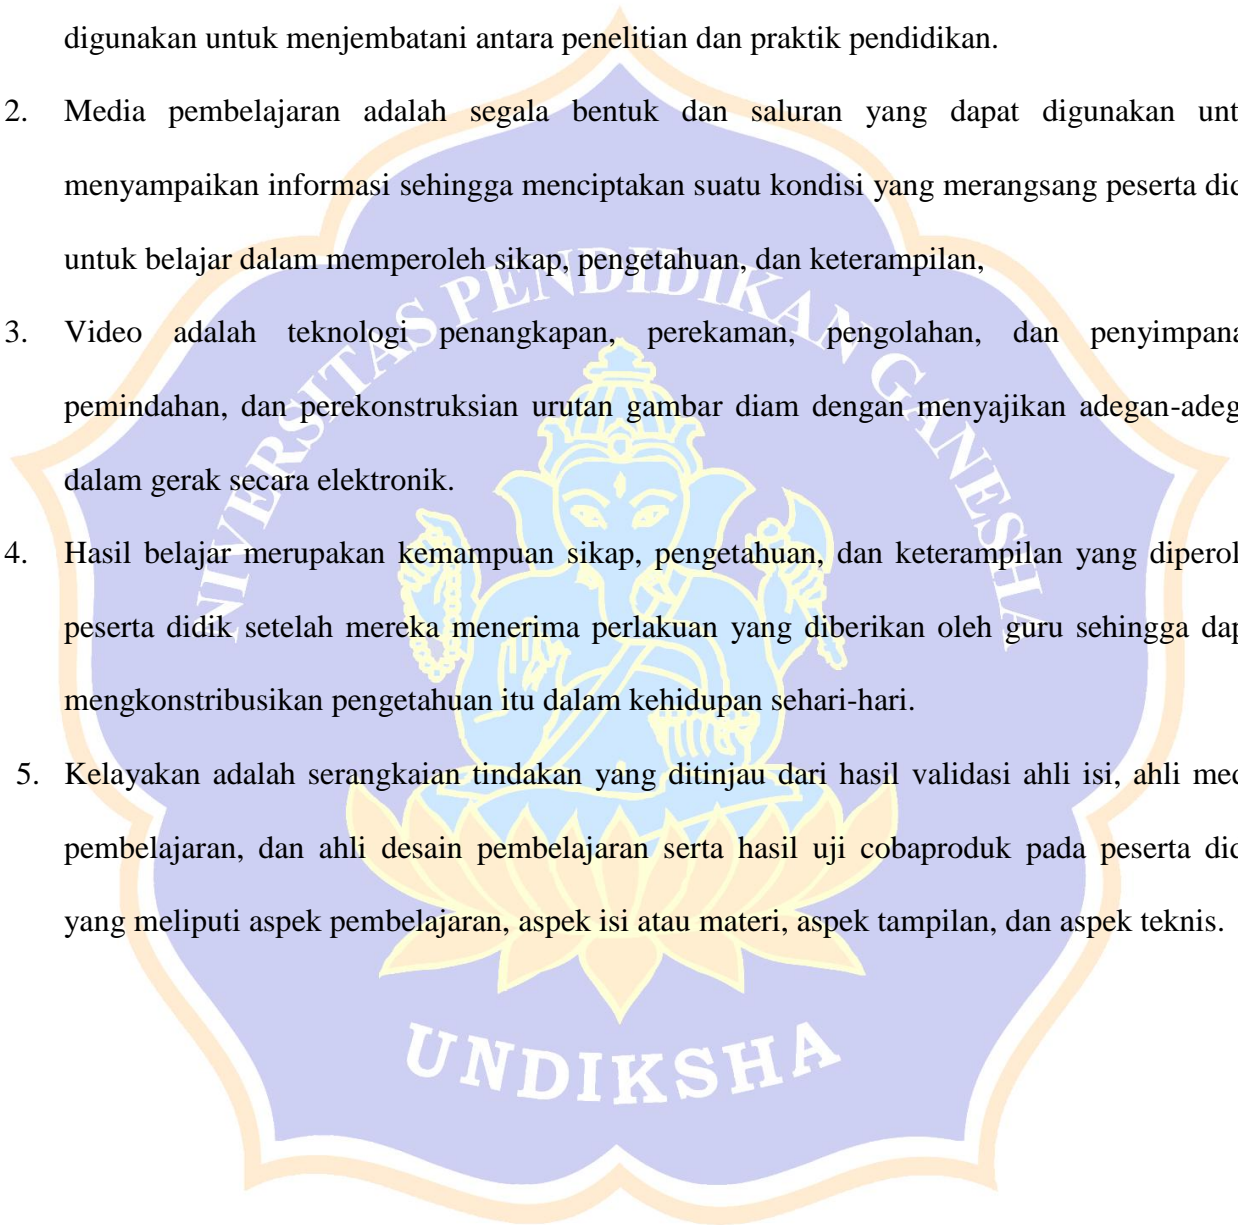 digunakan untuk menjembatani antara penelitian dan praktik pendidikan.
2. Media pembelajaran adalah segala bentuk dan saluran yang dapat digunakan unt
menyampaikan informasi sehingga menciptakan suatu kondisi yang merangsang peserta did
untuk belajar dalam memperoleh sikap, pengetahuan, dan keterampilan,
3. Video adalah teknologi penangkapan, perekaman, pengolahan, dan penyimpana
pemindahan, dan perekonstruksian urutan gambar diam dengan menyajikan adegan-adeg
dalam gerak secara elektronik.
4. Hasil belajar merupakan kemampuan sikap, pengetahuan, dan keterampilan yang diperol
peserta didik setelah mereka menerima perlakuan yang diberikan oleh guru sehingga dap
mengkonstribusikan pengetahuan itu dalam kehidupan sehari-hari.
5. Kelayakan adalah serangkaian tindakan yang ditinjau dari hasil validasi ahli isi, ahli med
pembelajaran, dan ahli desain pembelajaran serta hasil uji cobaproduk pada peserta did
yang meliputi aspek pembelajaran, aspek isi atau materi, aspek tampilan, dan aspek teknis.
UNIVERSITAS PENDIDIKAN GANESHA
UNDIKSHA